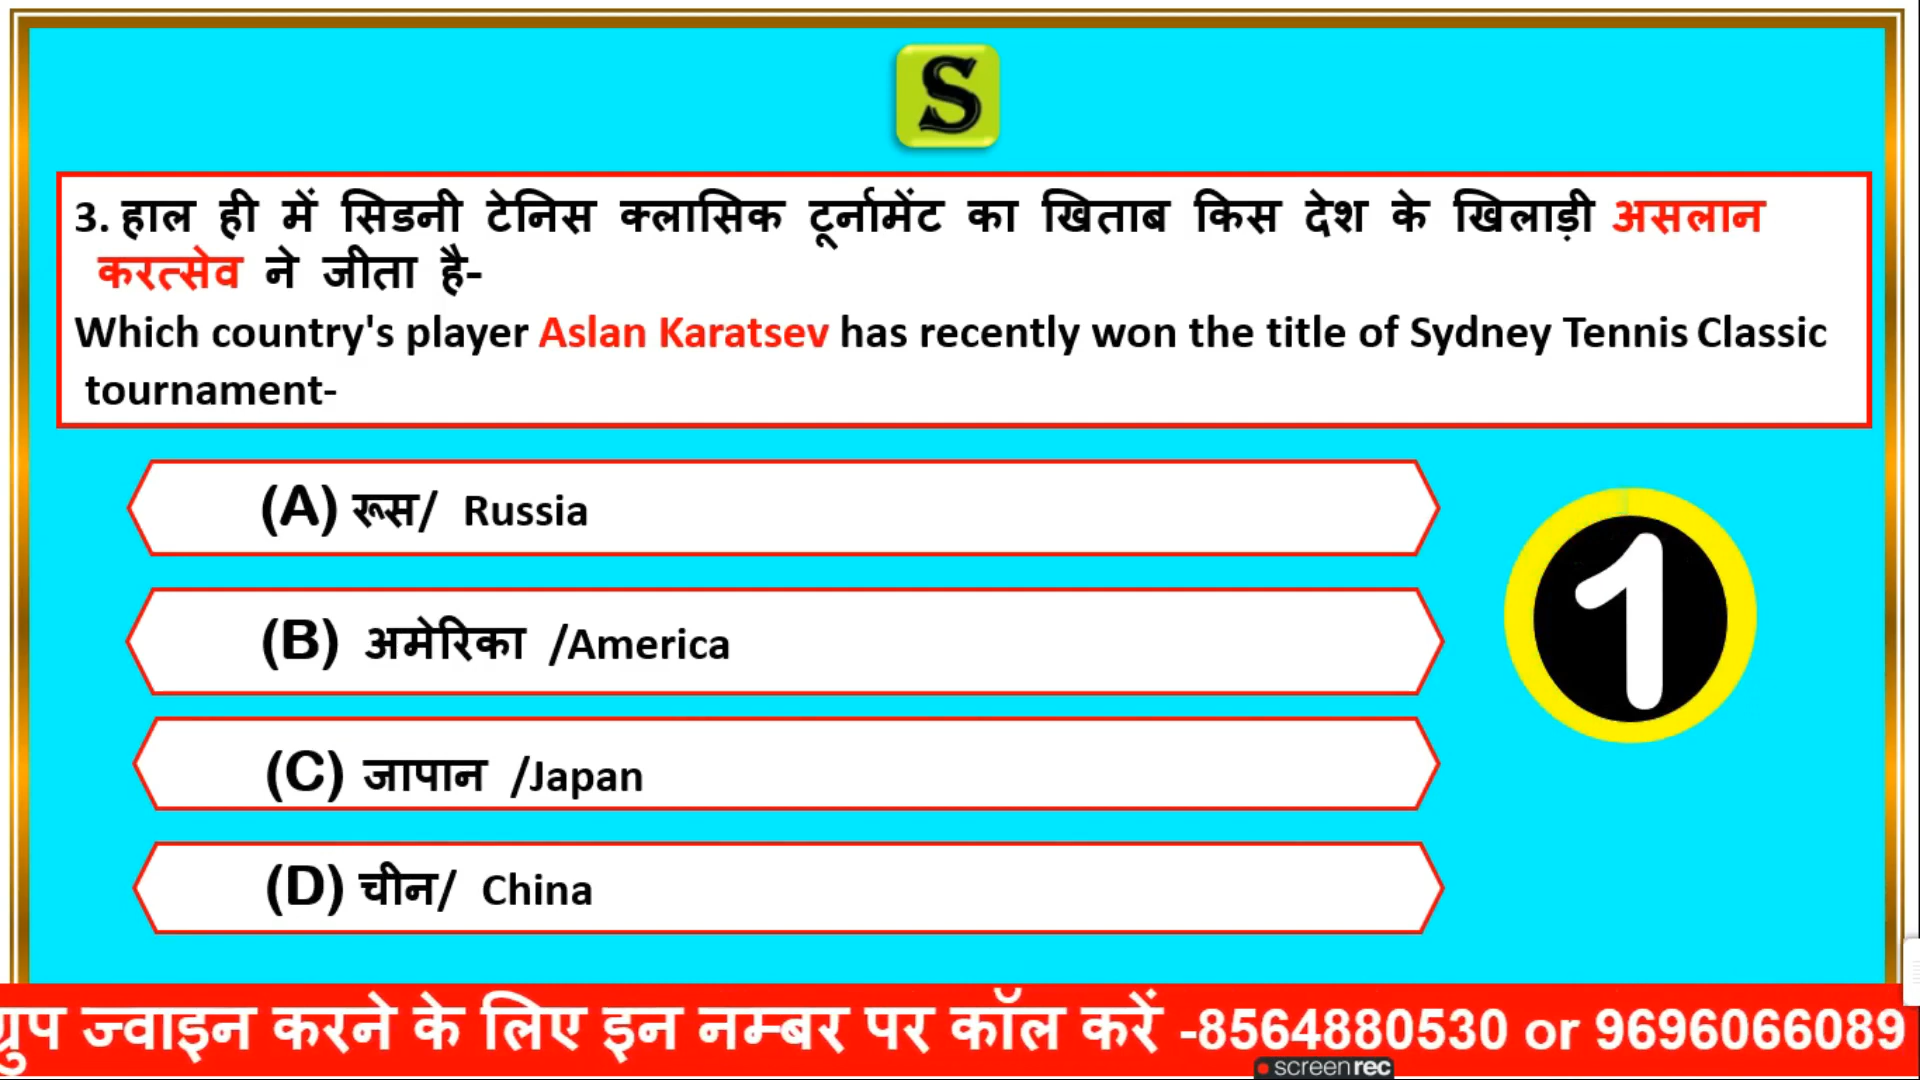 S
3. हाल ही में सिडनी टेनिस क्लासिक टूर्नामेंट का खिताब किस देश के खिलाड़ी असलान
करत्सेव ने जीता है-
Which country's player Aslan Karatsev has recently won the title of Sydney Tennis Classic
tournament-
(A) रूस/ Russia
1
(B) अमेरिका /America
(C) जापान /Japan
(D) चीन/ China
ग्रुप ज्वाइन करने के लिए इन नम्बर पर कॉल करें -8564880530 or 9696066089
screenrec